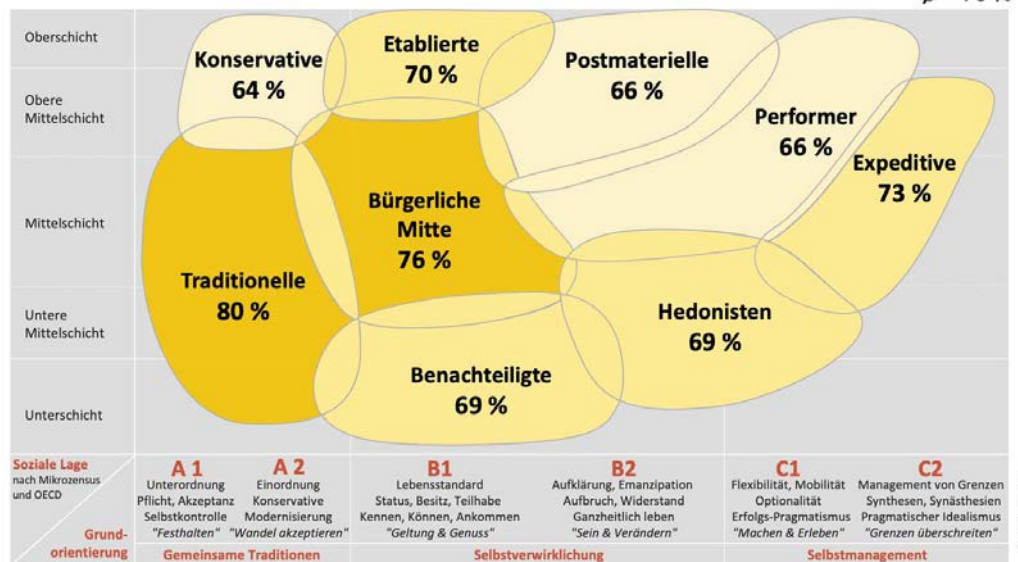 Oberschicht
Obere
Mittelschicht
Mittelschicht
Untere
Mittelschicht
Unterschicht
Konservative
64 %
Etablierte
70 %
Postmaterielle
66 %
Performer
66 %
Expeditive
73 %
Bürgerliche
Mitte
76 %
Traditionelle
80 %
Hedonisten
69 %
Benachteiligte
69 %
Soziale Lage
nach Mikrozensus
und OECD
Grund-
orientierung
A 1
Unterordnung
Pflicht, Akzeptanz
Selbstkontrolle
"Festhalten"
A 2
Einordnung
Konservative
Modernisierung
"Wandel akzeptieren"
B1
Lebensstandard
Status, Besitz, Teilhabe
Kennen, Können, Ankommen
"Geltung & Genuss"
B2
Aufklärung, Emanzipation
Aufbruch, Widerstand
Ganzheitlich leben
"Sein & Verändern"
C1
Flexibilität, Mobilität
Optionalität
Erfolgs-Pragmatismus
"Machen & Erleben"
C2
Management von Grenzen
Synthesen, Synästhesien
Pragmatischer Idealismus
"Grenzen überschreiten"
Gemeinsame Traditionen
Selbstverwirklichung
Selbstmanagement